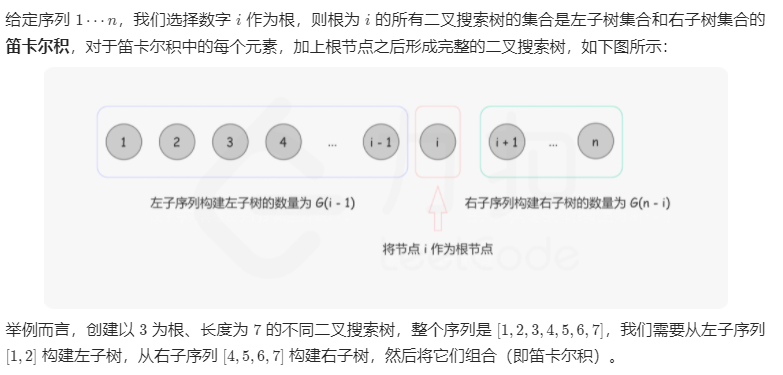 给定序列 1⋯n，我们选择数字 i 作为根，则根为 i 的所有二叉搜索树的集合是左子树集合和右子树集合的
笛卡尔积，对于笛卡尔积中的每个元素，加上根节点之后形成完整的二叉搜索树，如下图所示：
1 2 3 4 ... i - 1 i i + 1 ... n
左子序列构建左子树的数量为 G(i - 1) 右子序列构建右子树的数量为 G(n - i)
将节点 i 作为根节点
力扣
LeetCode
举例而言，创建以 3 为根、长度为 7 的不同二叉搜索树，整个序列是 [1, 2, 3, 4, 5, 6, 7]，我们需要从左子序列
[1, 2] 构建左子树，从右子序列 [4, 5, 6, 7] 构建右子树，然后将它们组合（即笛卡尔积）。